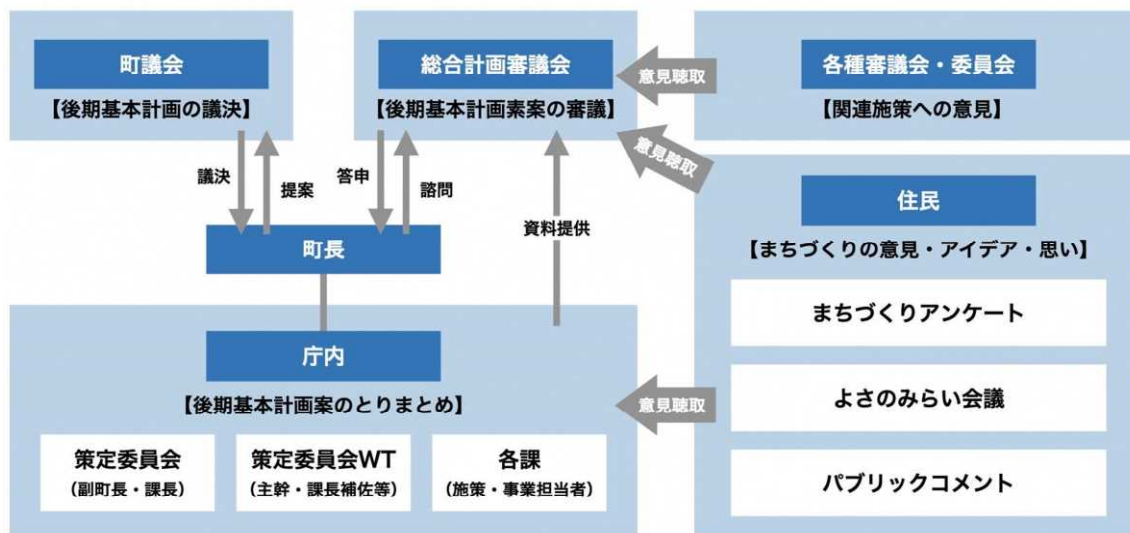 町議会
【後期基本計画の議決】
総合計画審議会
【後期基本計画素案の審議】
意見聴取
各種審議会・委員会
【関連施策への意見】
意見聴取
議決
提案
答申
諮問
資料提供
町長
住民
【まちづくりの意見・アイデア・思い】
まちづくりアンケート
よさのみらい会議
パブリックコメント
意見聴取
庁内
【後期基本計画案のとりまとめ】
策定委員会
（副町長・課長）
策定委員会WT
（主幹・課長補佐等）
各課
（施策・事業担当者）